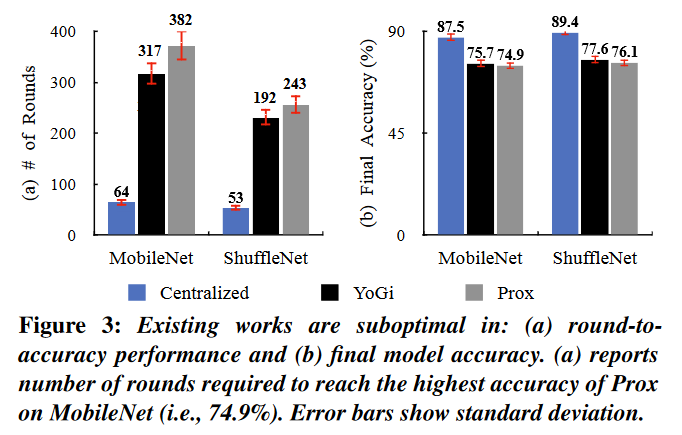 (a) # of Rounds
400
300
200
100
0
64
317
382
53
192
243
MobileNet
ShuffleNet
(b) Final Accuracy (%)
90
45
0
87.5
75.7
74.9
89.4
77.6
76.1
MobileNet
ShuffleNet
Centralized
YoGi
Prox
Figure 3: Existing works are suboptimal in: (a) round-to-
accuracy performance and (b) final model accuracy. (a) reports
number of rounds required to reach the highest accuracy of Prox
on MobileNet (i.e., 74.9%). Error bars show standard deviation.